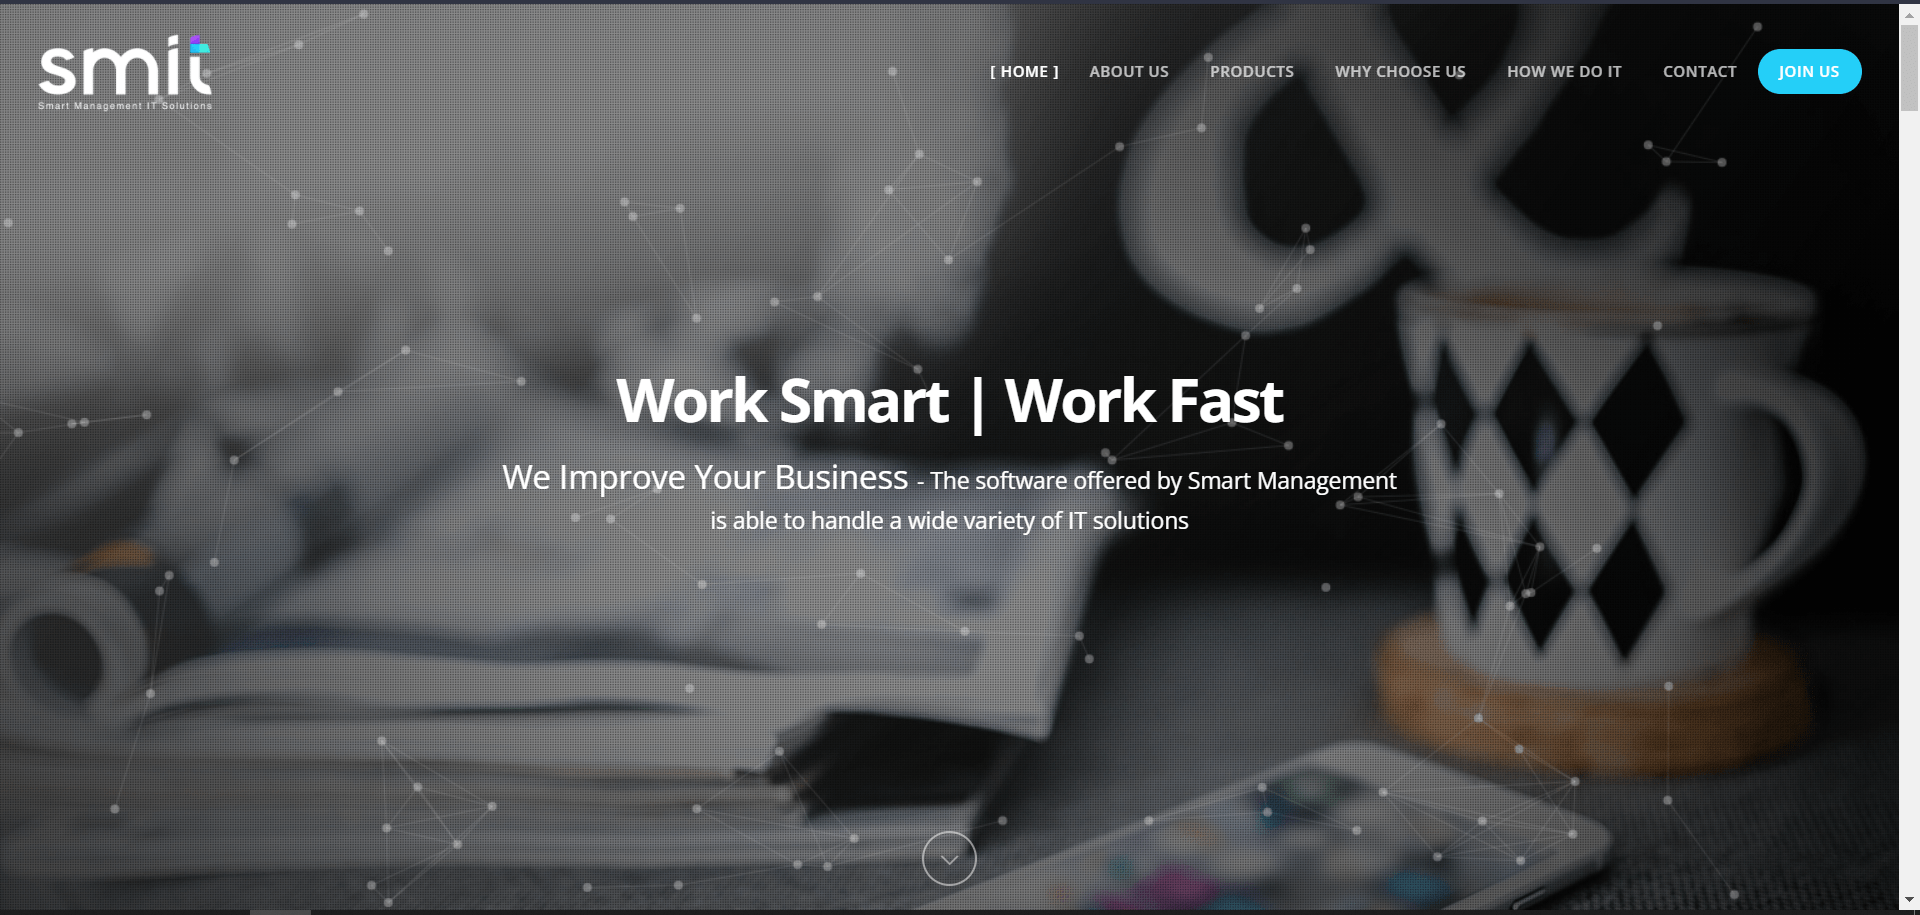 smit
Smart Management IT Solutions
[ HOME ] ABOUT US PRODUCTS WHY CHOOSE US HOW WE DO IT CONTACT JOIN US
Work Smart | Work Fast
We Improve Your Business - The software offered by Smart Management
is able to handle a wide variety of IT solutions